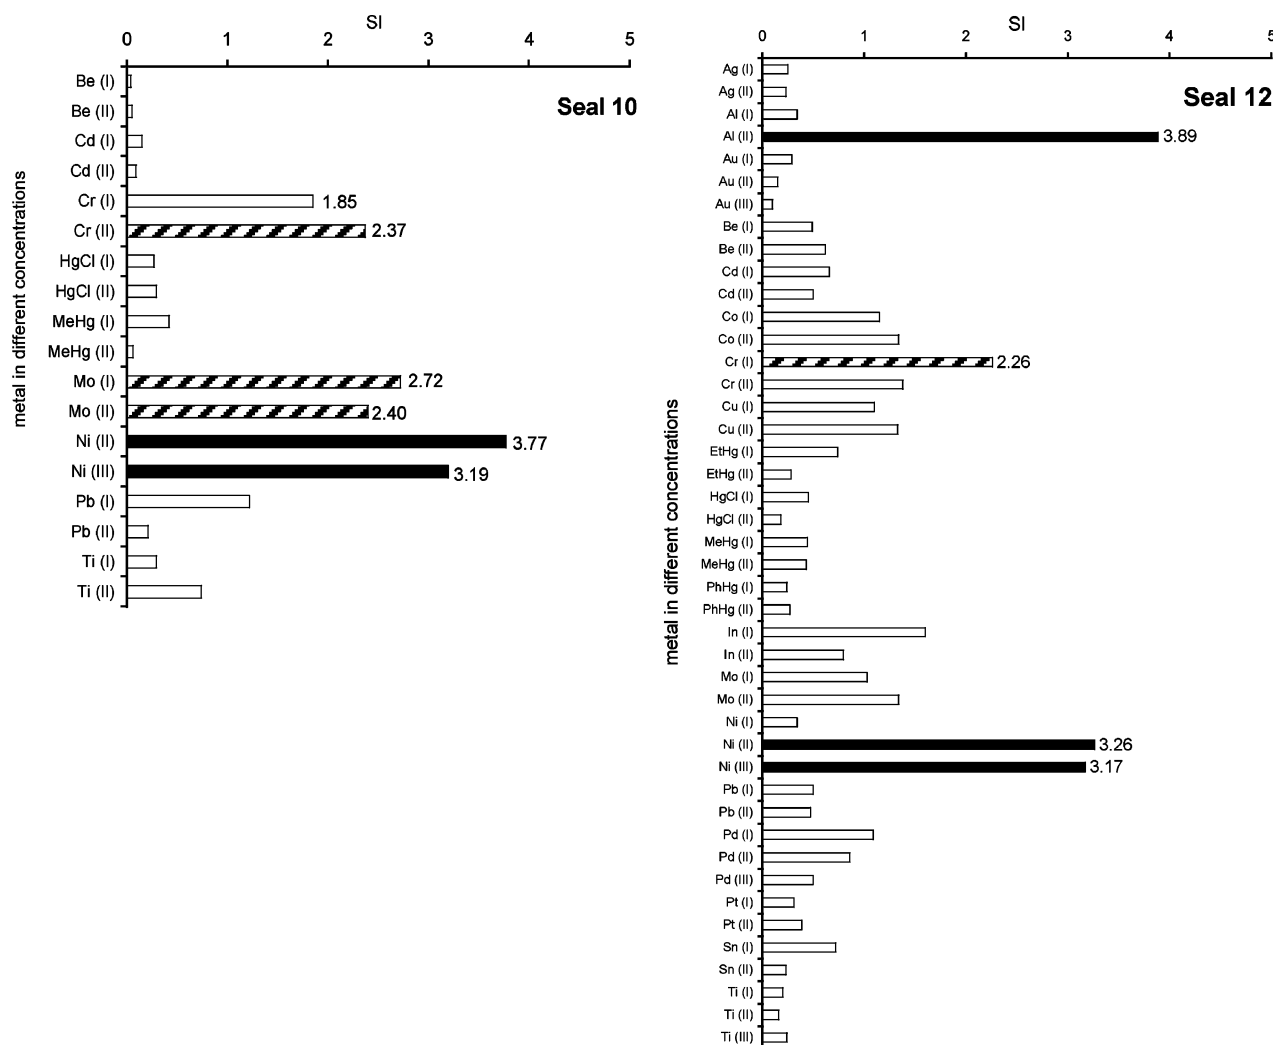 SI
0 1 2 3 4 5
Seal 10
metal in different concentrations
Be (I)
Be (II)
Cd (I)
Cd (II)
Cr (I) 1.85
Cr (II) 2.37
HgCl (I)
HgCl (II)
MeHg (I)
MeHg (II)
Mo (I) 2.72
Mo (II) 2.40
Ni (II) 3.77
Ni (III) 3.19
Pb (I)
Pb (II)
Ti (I)
Ti (II)
SI
0 1 2 3 4 5
Seal 12
metal in different concentrations
Ag (I)
Ag (II)
Al (I)
Al (II) 3.89
Au (I)
Au (II)
Au (III)
Be (I)
Be (II)
Cd (I)
Cd (II)
Co (I)
Co (II)
Cr (I) 2.26
Cr (II)
Cu (I)
Cu (II)
EtHg (I)
EtHg (II)
HgCl (I)
HgCl (II)
MeHg (I)
MeHg (II)
PhHg (I)
PhHg (II)
In (I)
In (II)
Mo (I)
Mo (II)
Ni (I)
Ni (II) 3.26
Ni (III) 3.17
Pb (I)
Pb (II)
Pd (I)
Pd (II)
Pd (III)
Pt (I)
Pt (II)
Sn (I)
Sn (II)
Ti (I)
Ti (II)
Ti (III)